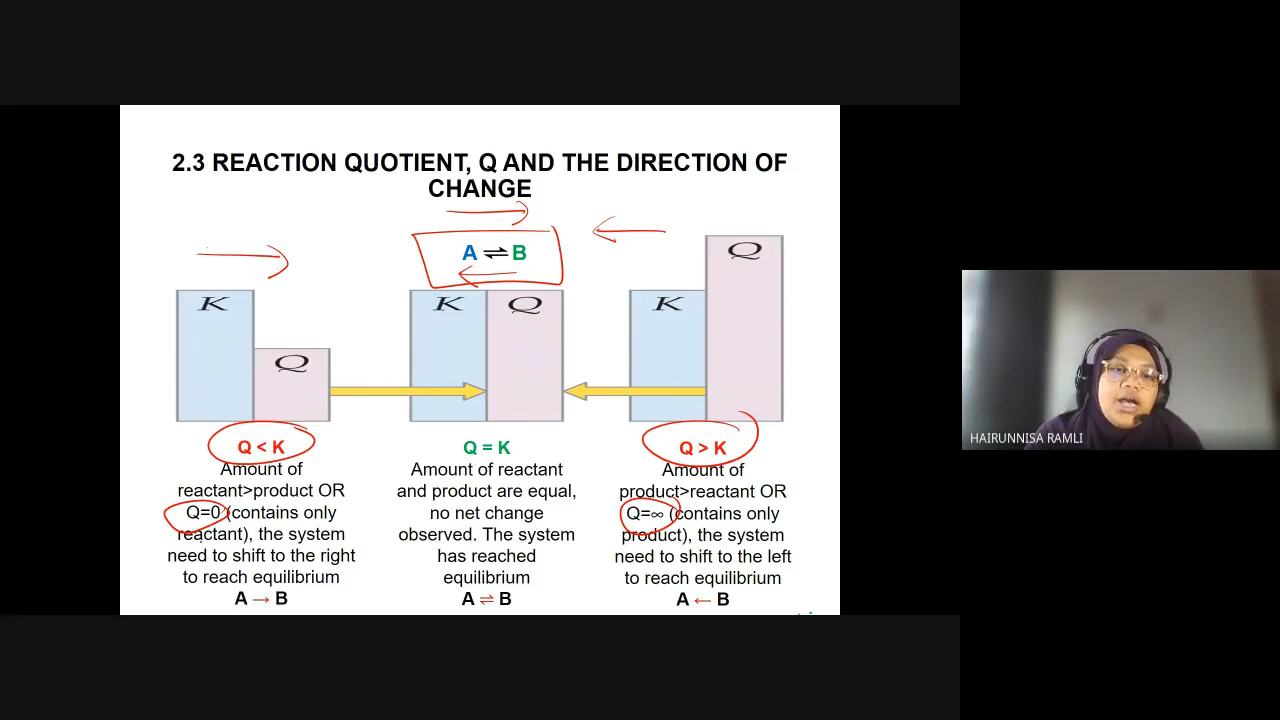 2.3 REACTION QUOTIENT, Q AND THE DIRECTION OF
CHANGE
A ⇌ B
K
Q
K
Q
K
Q
Q < K
Amount of
reactant>product OR
Q=0 (contains only
reactant), the system
need to shift to the right
to reach equilibrium
A → B
Q = K
Amount of reactant
and product are equal,
no net change
observed. The system
has reached
equilibrium
A ⇌ B
Q > K
Amount of
product>reactant OR
Q=∞ (contains only
product), the system
need to shift to the left
to reach equilibrium
A ← B
HAIRUNNISA RAMLI